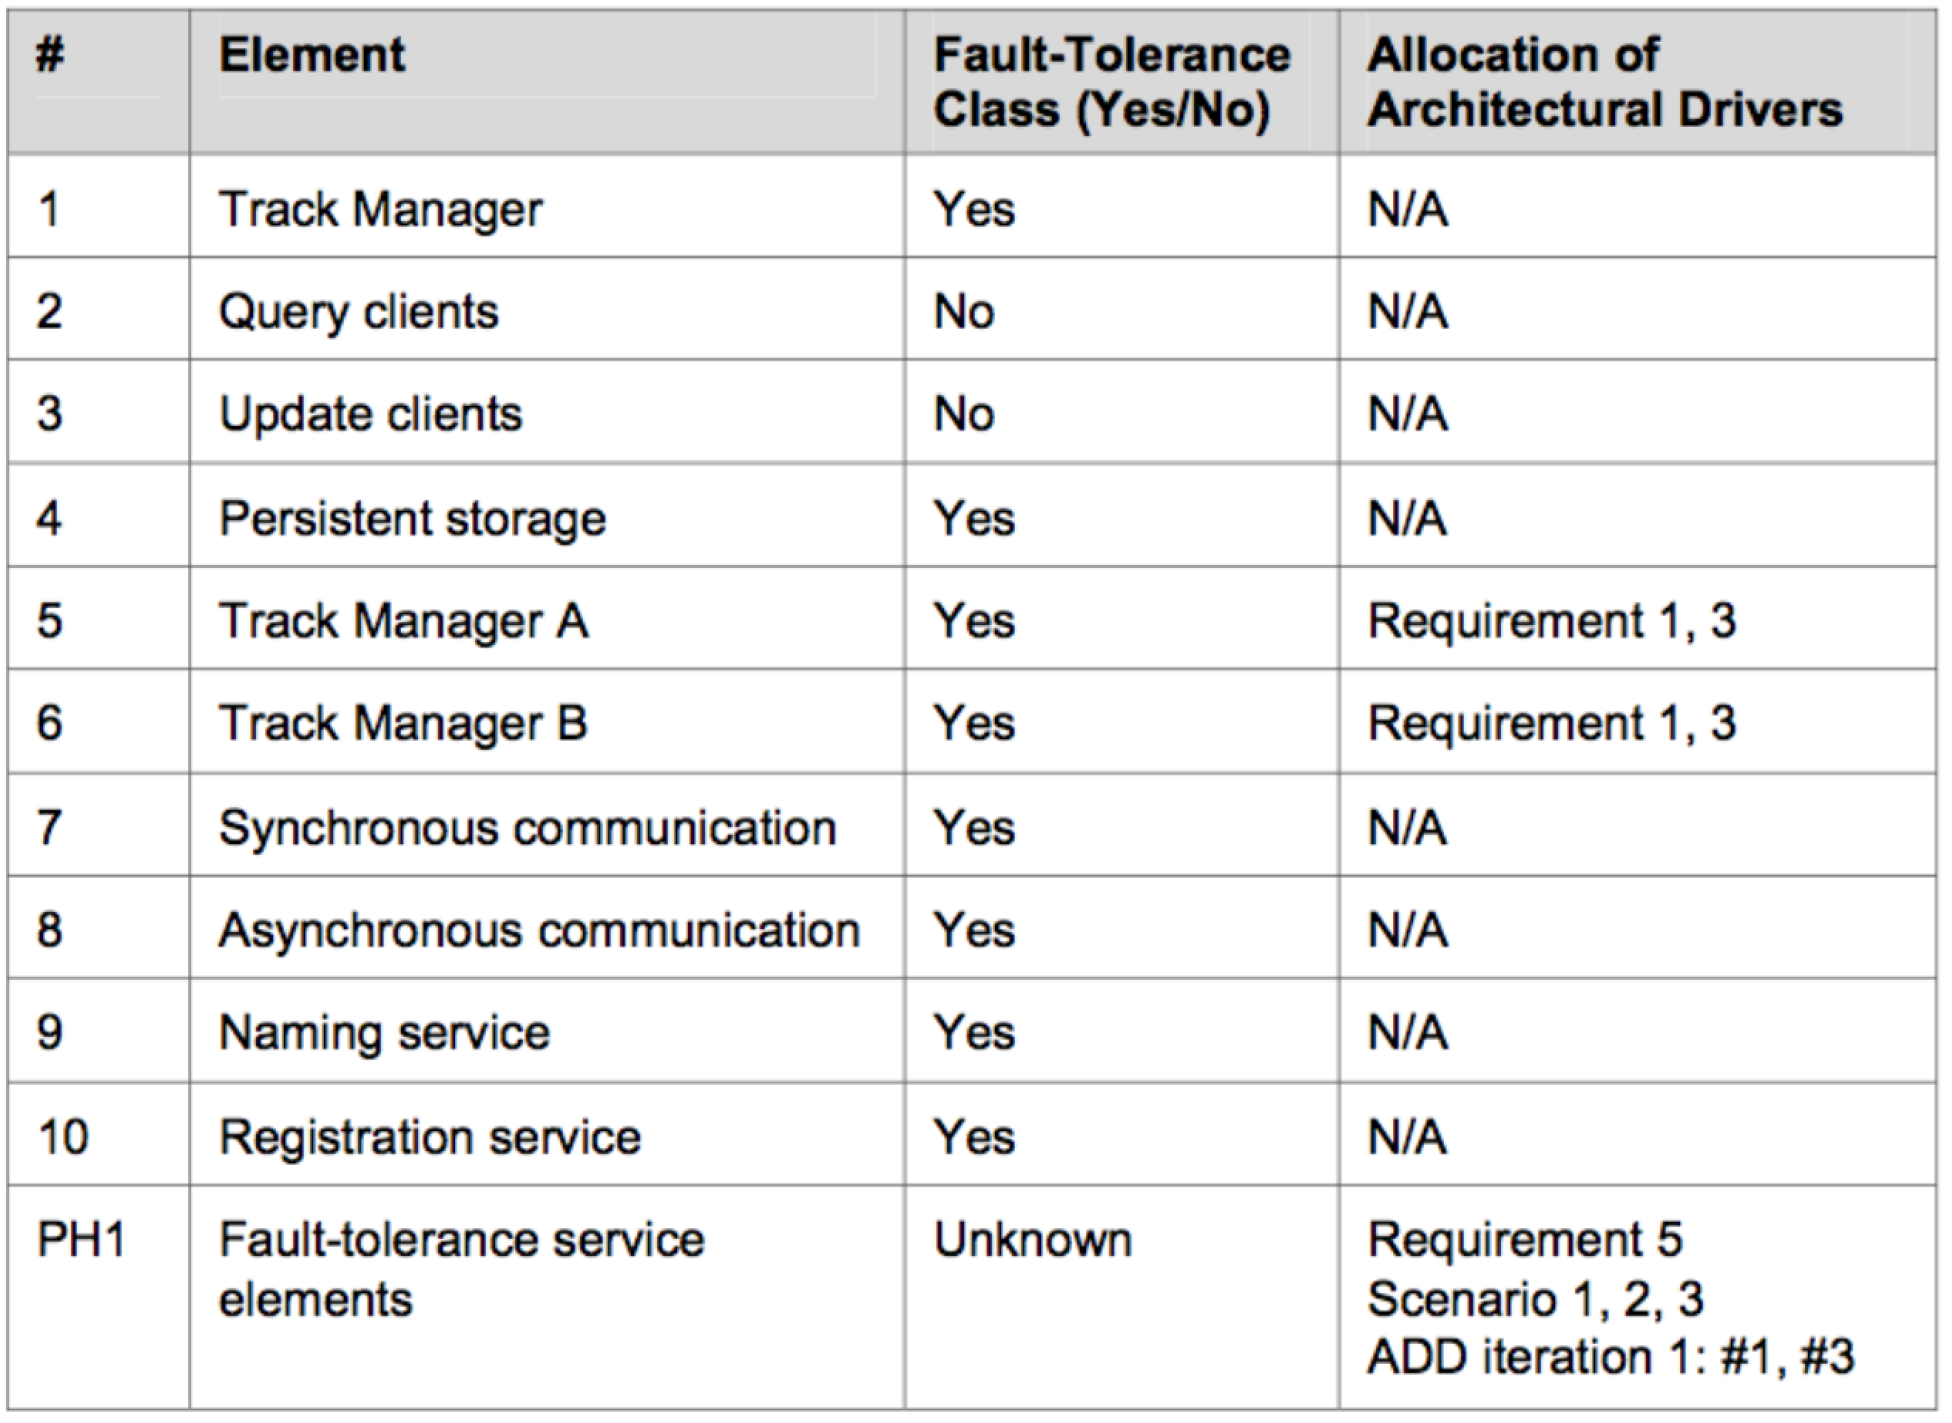 # Element Fault-Tolerance Class (Yes/No) Allocation of Architectural Drivers
1 Track Manager Yes N/A
2 Query clients No N/A
3 Update clients No N/A
4 Persistent storage Yes N/A
5 Track Manager A Yes Requirement 1, 3
6 Track Manager B Yes Requirement 1, 3
7 Synchronous communication Yes N/A
8 Asynchronous communication Yes N/A
9 Naming service Yes N/A
10 Registration service Yes N/A
PH1 Fault-tolerance service elements Unknown Requirement 5
Scenario 1, 2, 3
ADD iteration 1: #1, #3